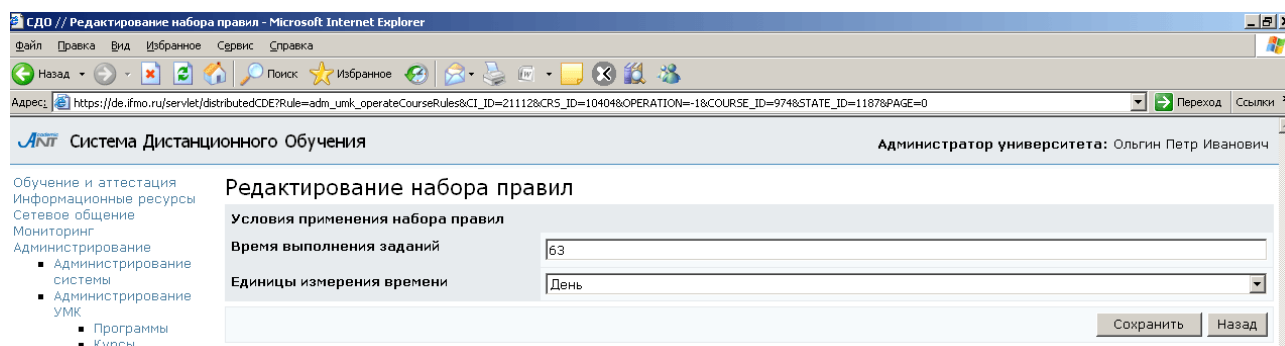 СДО // Редактирование набора правил - Microsoft Internet Explorer
Файл Правка Вид Избранное Сервис Справка
Назад Поиск Избранное
Адрес: https://de.ifmo.ru/servlet/distributedCDE?Rule=adm_umk_operateCourseRules&CI_ID=21112&CRS_ID=10404&OPERATION=-1&COURSE_ID=974&STATE_ID=1187&PAGE=0 Переход Ссылки
ANT Система Дистанционного Обучения Администратор университета: Ольгин Петр Иванович
Обучение и аттестация
Информационные ресурсы
Сетевое общение
Мониторинг
Администрирование
Администрирование
системы
Администрирование
УМК
Программы
Курсы
Редактирование набора правил
Условия применения набора правил
Время выполнения заданий 63
Единицы измерения времени День
Сохранить Назад